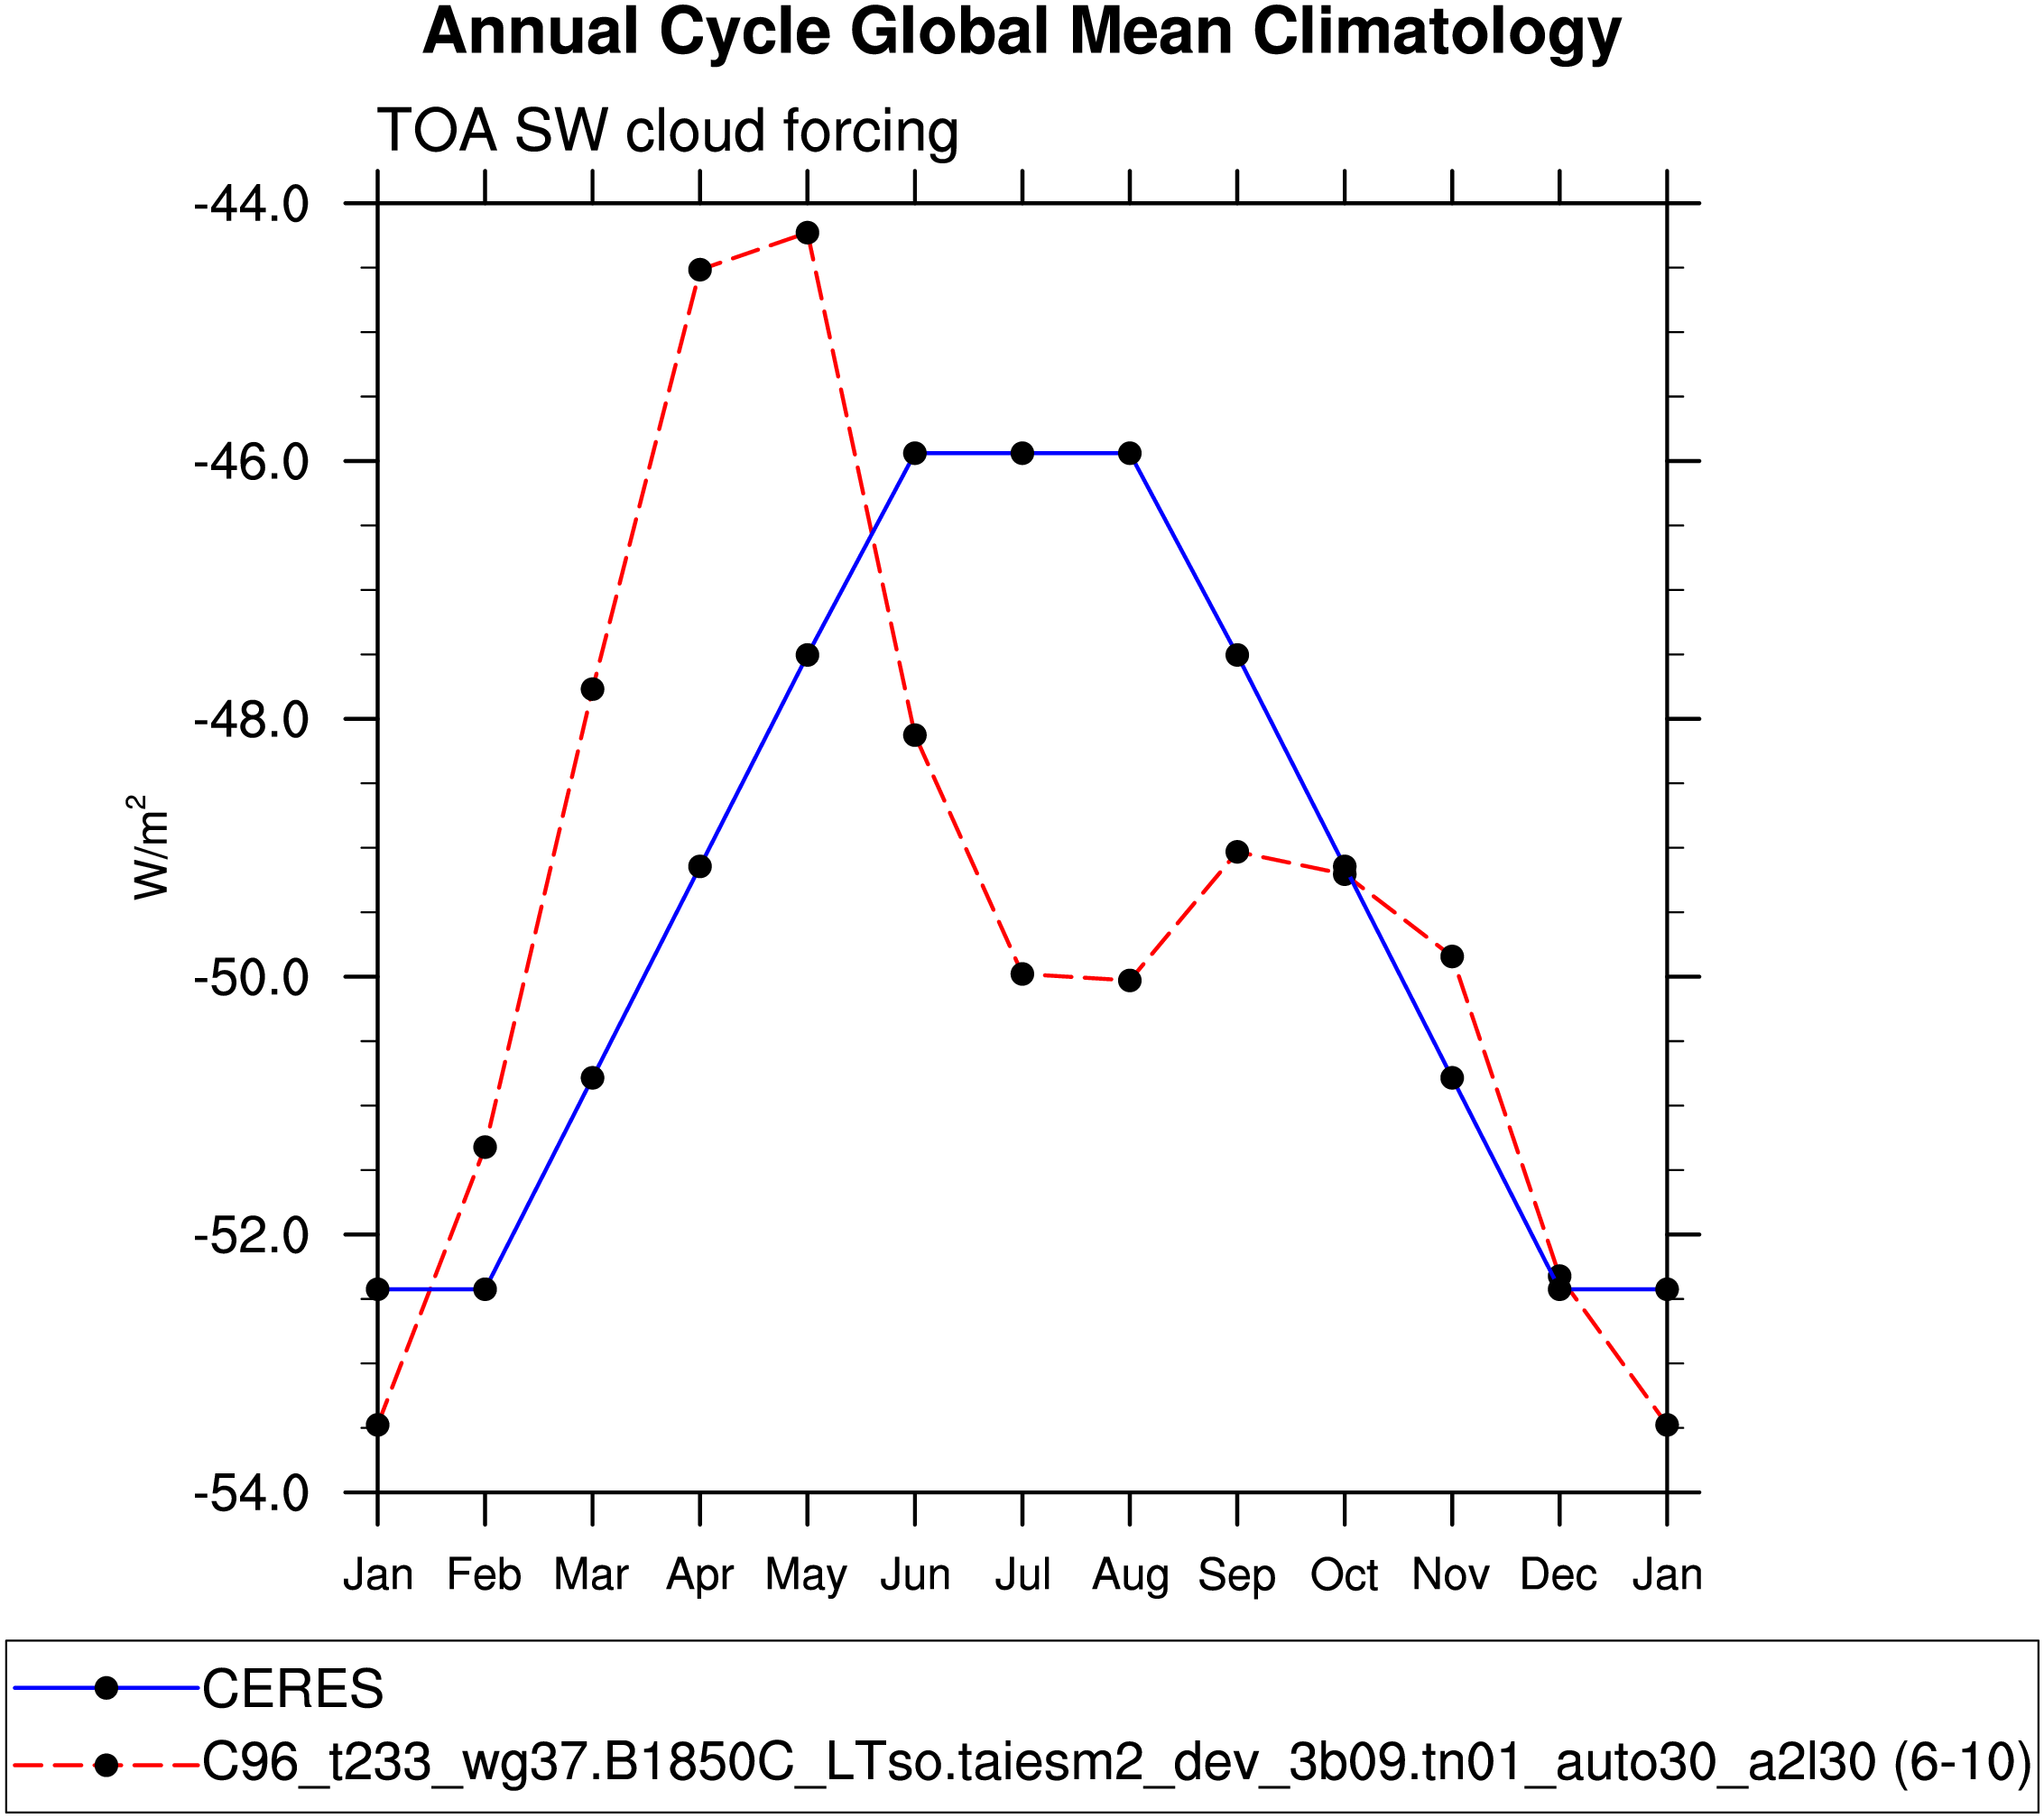 Annual Cycle Global Mean Climatology
TOA SW cloud forcing
-44.0
-46.0
-48.0
-50.0
-52.0
-54.0
W/m²
Jan Feb Mar Apr May Jun Jul Aug Sep Oct Nov Dec Jan
CERES
C96_t233_wg37.B1850C_LTso.taiesm2_dev_3b09.tn01_auto30_a2l30 (6-10)